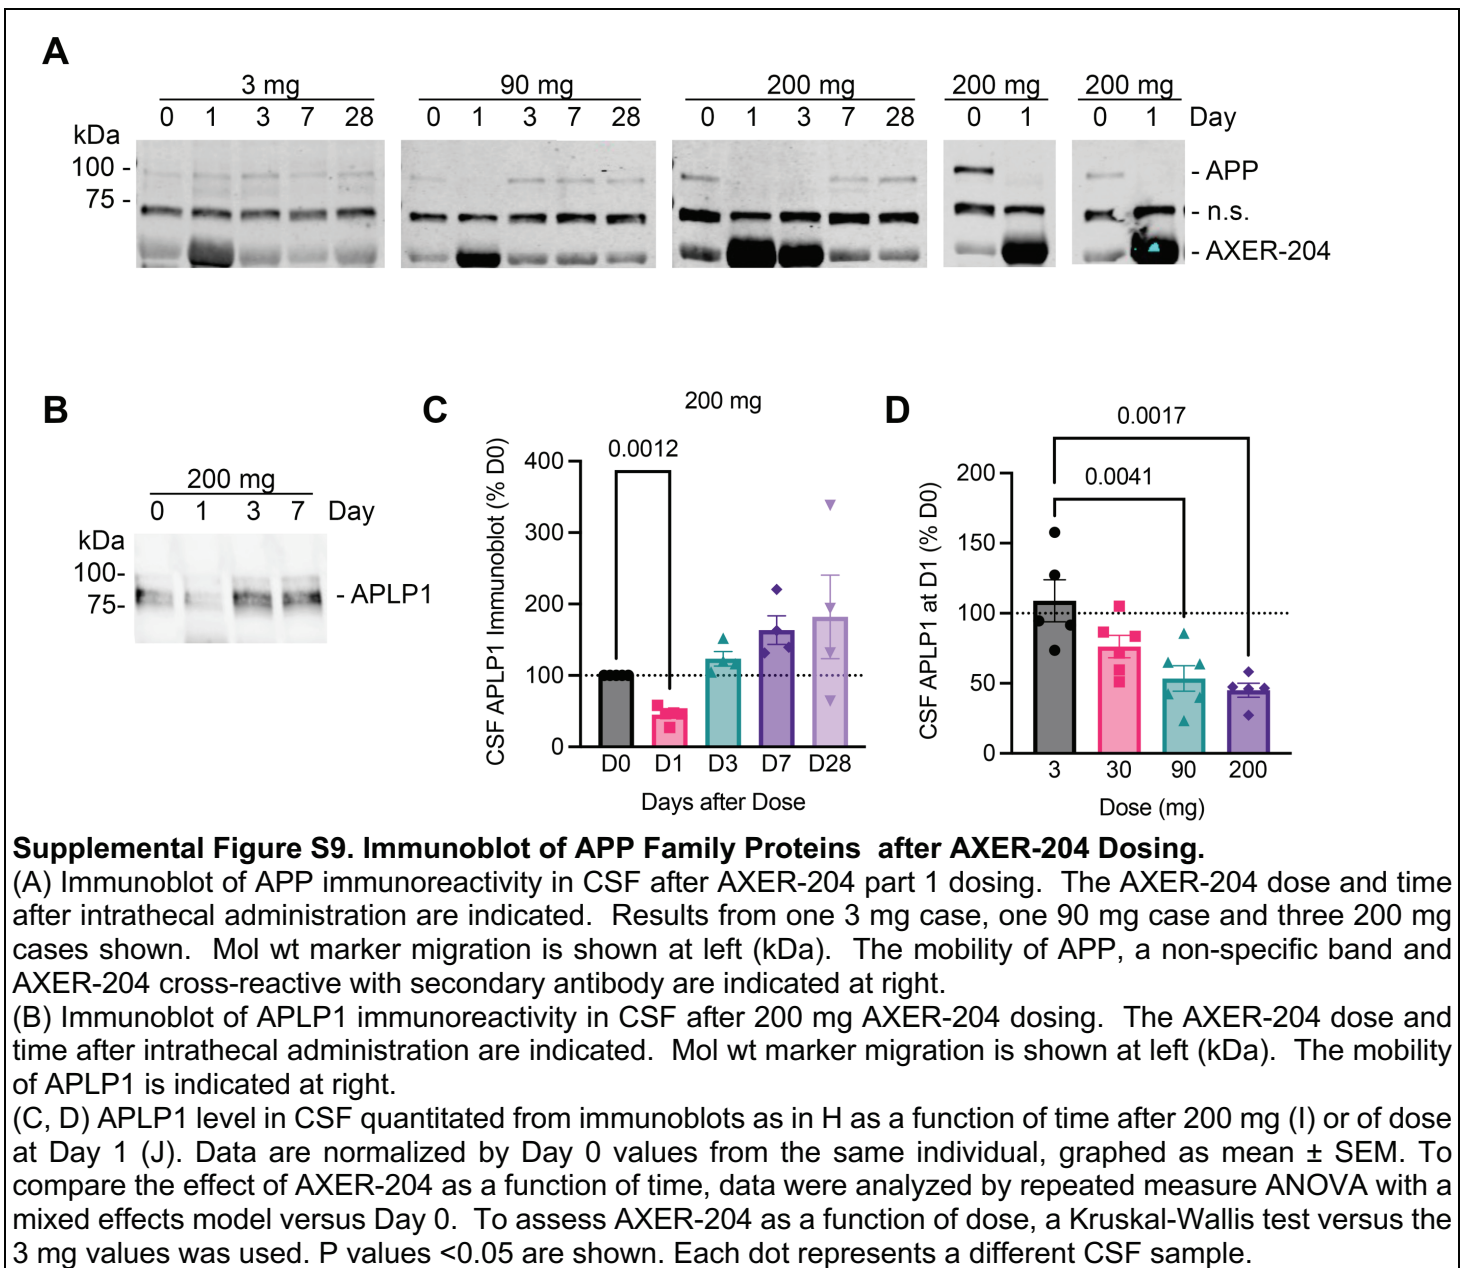 A
3 mg 90 mg 200 mg 200 mg 200 mg
0 1 3 7 28 0 1 3 7 28 0 1 3 7 28 0 1 0 1 Day
kDa
100 - - APP
75 -
- n.s.
- AXER-204
B
200 mg
0 1 3 7 Day
kDa
100-
75- - APLP1
C
200 mg
0.0012
CSF APLP1 Immunoblot (% D0)
400
300
200
100
0
D0 D1 D3 D7 D28
Days after Dose
D
0.0017
0.0041
CSF APLP1 at D1 (% D0)
200
150
100
50
0
3 30 90 200
Dose (mg)
Supplemental Figure S9. Immunoblot of APP Family Proteins after AXER-204 Dosing.
(A) Immunoblot of APP immunoreactivity in CSF after AXER-204 part 1 dosing. The AXER-204 dose and time
after intrathecal administration are indicated. Results from one 3 mg case, one 90 mg case and three 200 mg
cases shown. Mol wt marker migration is shown at left (kDa). The mobility of APP, a non-specific band and
AXER-204 cross-reactive with secondary antibody are indicated at right.
(B) Immunoblot of APLP1 immunoreactivity in CSF after 200 mg AXER-204 dosing. The AXER-204 dose and
time after intrathecal administration are indicated. Mol wt marker migration is shown at left (kDa). The mobility
of APLP1 is indicated at right.
(C, D) APLP1 level in CSF quantitated from immunoblots as in H as a function of time after 200 mg (I) or of dose
at Day 1 (J). Data are normalized by Day 0 values from the same individual, graphed as mean ± SEM. To
compare the effect of AXER-204 as a function of time, data were analyzed by repeated measure ANOVA with a
mixed effects model versus Day 0. To assess AXER-204 as a function of dose, a Kruskal-Wallis test versus the
3 mg values was used. P values <0.05 are shown. Each dot represents a different CSF sample.